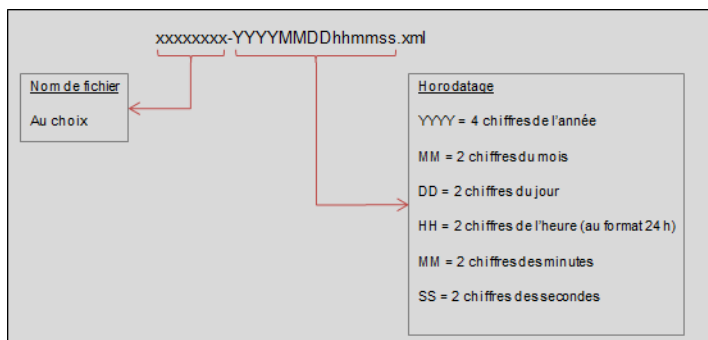 xxxxxxxx-YYYYMMDDhhmmss.xml
Nom de fichier
Au choix
Horodatage
YYYY = 4 chiffres de l'année
MM = 2 chiffres du mois
DD = 2 chiffres du jour
HH = 2 chiffres de l'heure (au format 24 h)
MM = 2 chiffres des minutes
SS = 2 chiffres des secondes